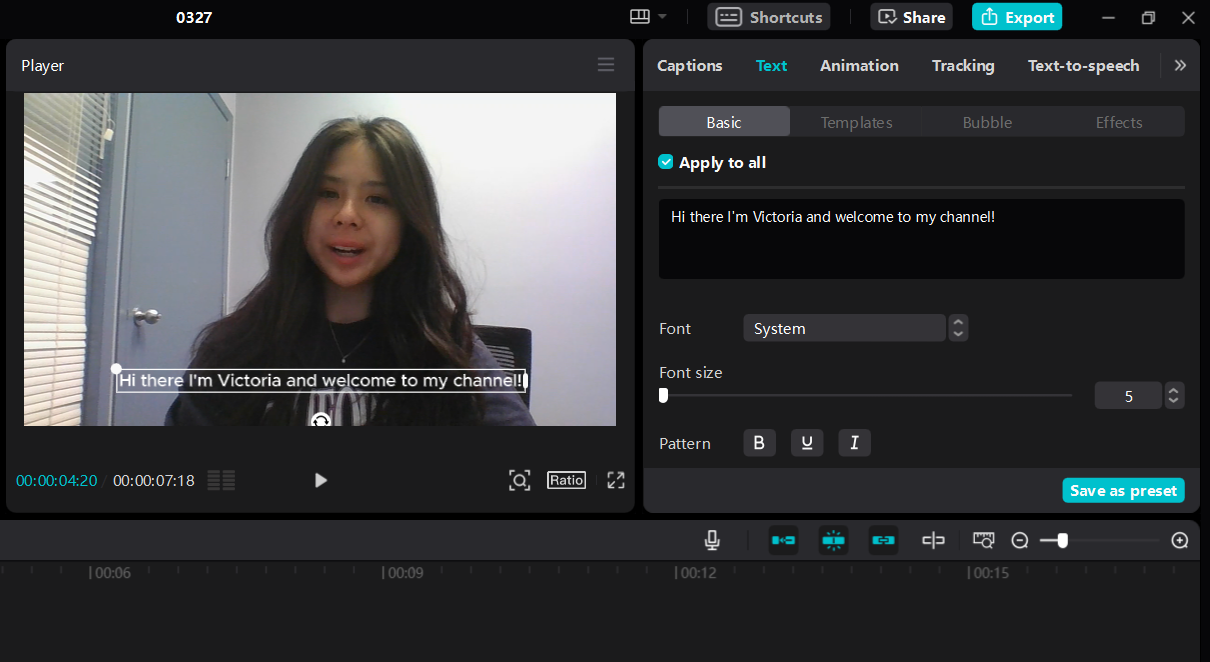 0327
Shortcuts
Share
Export
Player
Captions
Text
Animation
Tracking
Text-to-speech
Basic
Templates
Bubble
Effects
Apply to all
Hi there I'm Victoria and welcome to my channel!
Hi there I'm Victoria and welcome to my channel!
Font
System
Font size
5
Pattern
B
U
I
00:00:04:20 / 00:00:07:18
Ratio
Save as preset
|00:06
|00:09
|00:12
|00:15